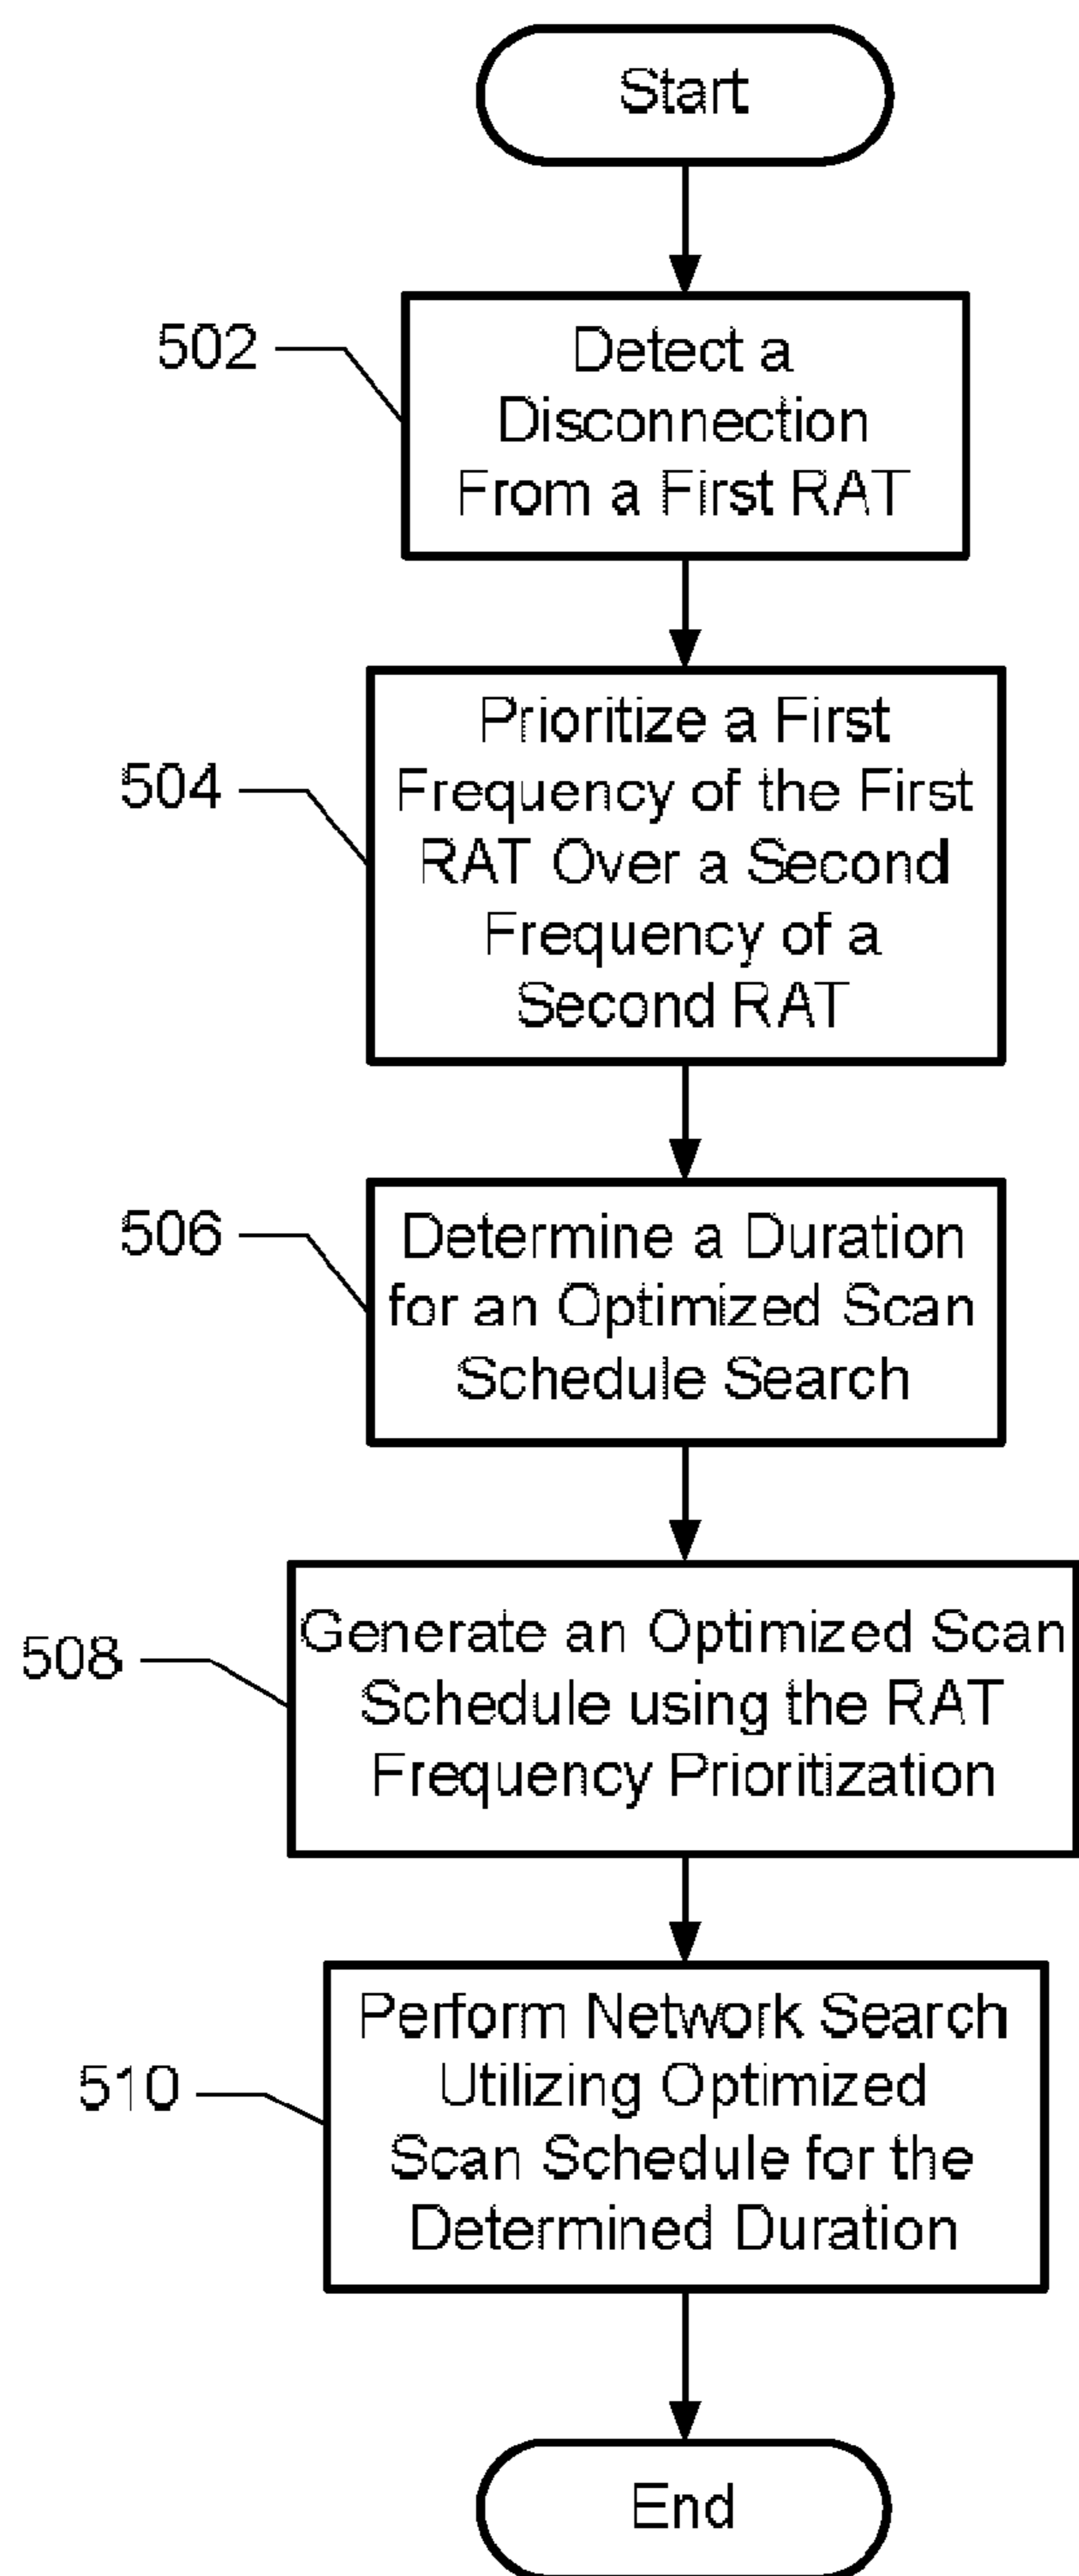 Start
502
Detect a
Disconnection
From a First RAT
504
Prioritize a First
Frequency of the First
RAT Over a Second
Frequency of a
Second RAT
506
Determine a Duration
for an Optimized Scan
Schedule Search
508
Generate an Optimized Scan
Schedule using the RAT
Frequency Prioritization
510
Perform Network Search
Utilizing Optimized
Scan Schedule for the
Determined Duration
End